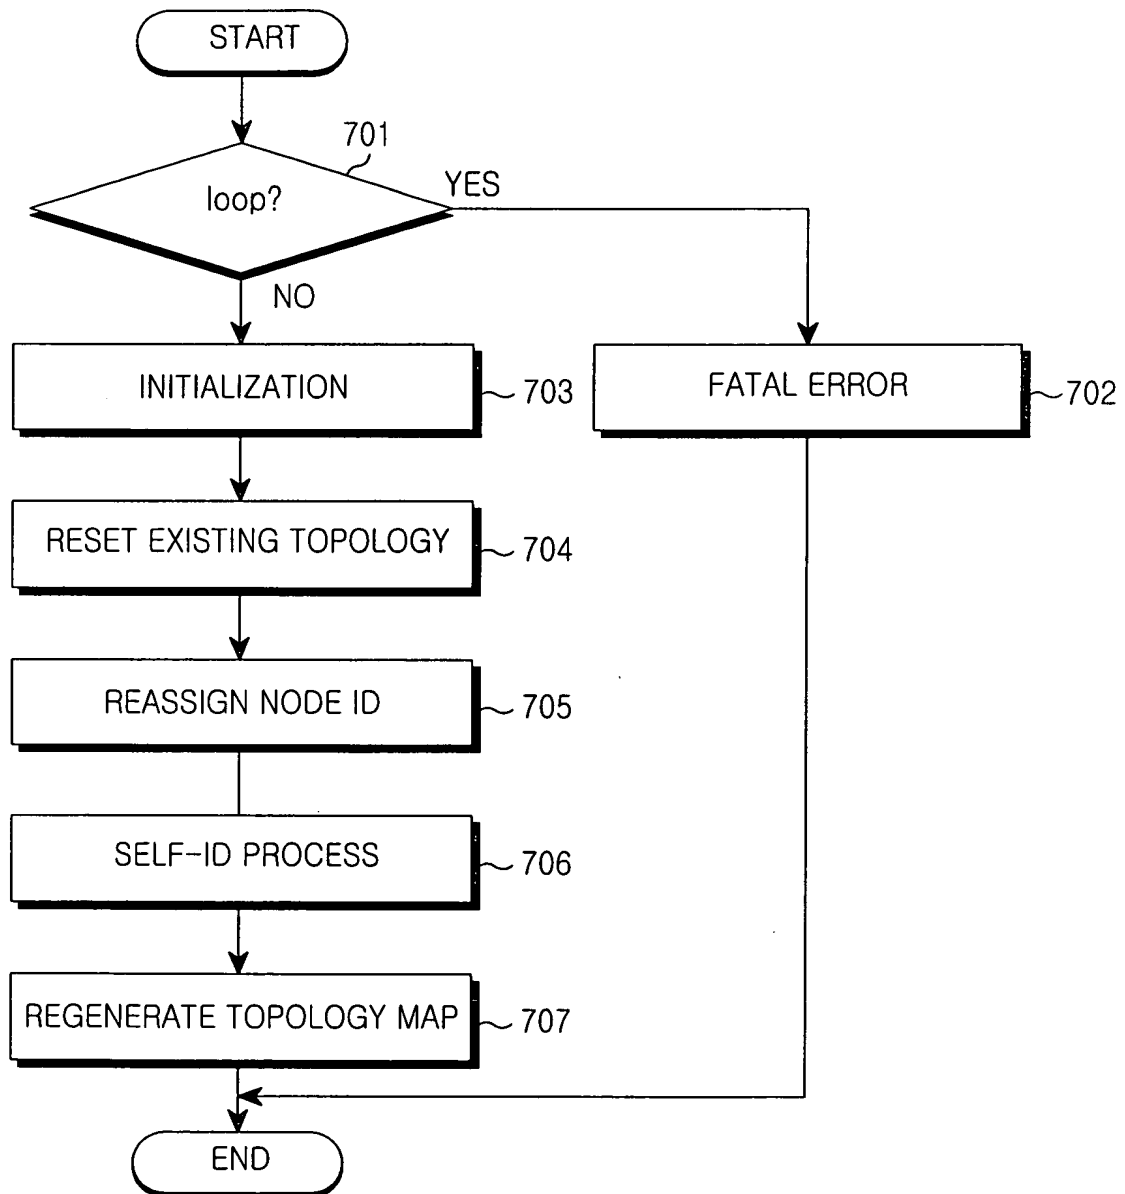 START
701
loop?
YES
NO
INITIALIZATION
703
FATAL ERROR
702
RESET EXISTING TOPOLOGY
704
REASSIGN NODE ID
705
SELF-ID PROCESS
706
REGENERATE TOPOLOGY MAP
707
END